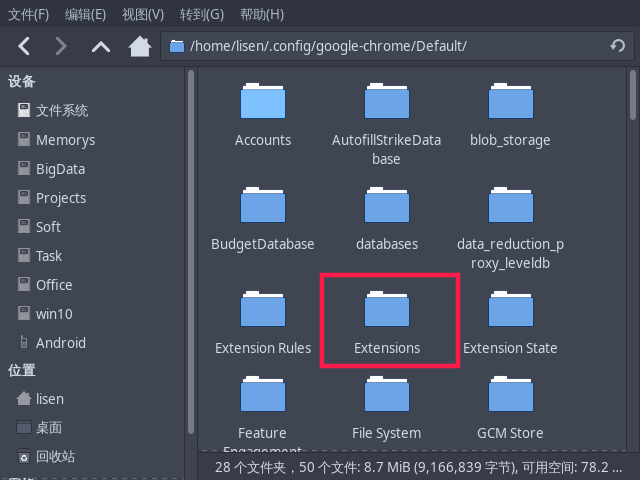 文件(F) 编辑(E) 视图(V) 转到(G) 帮助(H)
/home/lisen/.config/google-chrome/Default/
设备
文件系统
Memorys
BigData
Projects
Soft
Task
Office
win10
Android
位置
lisen
桌面
回收站
Accounts
AutofillStrikeData
base
blob_storage
BudgetDatabase
databases
data_reduction_p
roxy_leveldb
Extension Rules
Extensions
Extension State
Feature
Engagement
File System
GCM Store
28 个文件夹，50 个文件: 8.7 MiB (9,166,839 字节), 可用空间: 78.2 ...